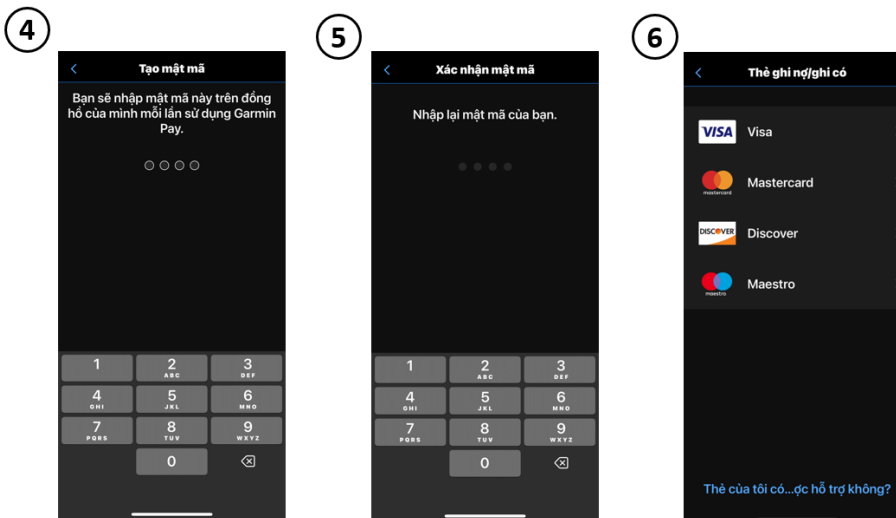 4
Tạo mật mã
Bạn sẽ nhập mật mã này trên đồng
hồ của mình mỗi lần sử dụng Garmin
Pay.
1
2
ABC
3
DEF
4
GHI
5
JKL
6
MNO
7
PQRS
8
TUV
9
WXYZ
0
5
Xác nhận mật mã
Nhập lại mật mã của bạn.
1
2
ABC
3
DEF
4
GHI
5
JKL
6
MNO
7
PQRS
8
TUV
9
WXYZ
0
6
Thẻ ghi nợ/ghi có
VISA Visa
mastercard Mastercard
DISCOVER Discover
maestro Maestro
Thẻ của tôi có...ợc hỗ trợ không?